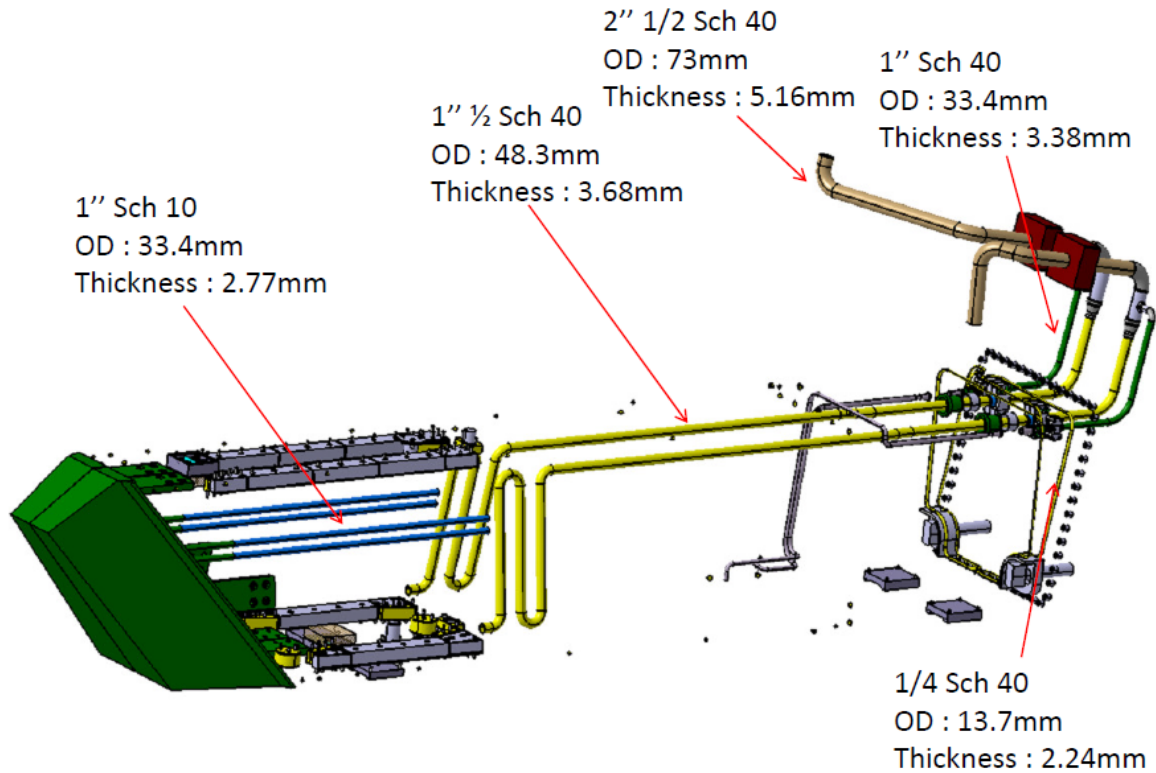 2’’ 1/2 Sch 40
OD : 73mm
Thickness : 5.16mm
1’’ Sch 40
OD : 33.4mm
Thickness : 3.38mm
1’’ ½ Sch 40
OD : 48.3mm
Thickness : 3.68mm
1’’ Sch 10
OD : 33.4mm
Thickness : 2.77mm
1/4 Sch 40
OD : 13.7mm
Thickness : 2.24mm